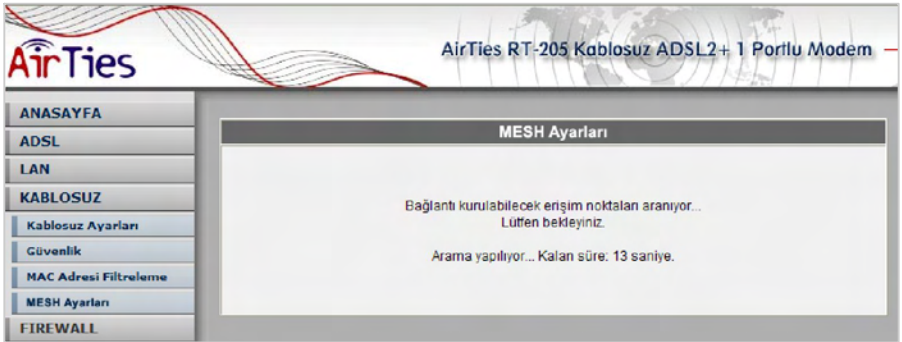 AirTies
AirTies RT-205 Kablosuz ADSL2+ 1 Portlu Modem
ANASAYFA
ADSL
LAN
KABLOSUZ
Kablosuz Ayarları
Güvenlik
MAC Adresi Filtreleme
MESH Ayarları
FIREWALL
MESH Ayarları
Bağlantı kurulabilecek erişim noktaları aranıyor...
Lütfen bekleyiniz.
Arama yapılıyor... Kalan süre: 13 saniye.